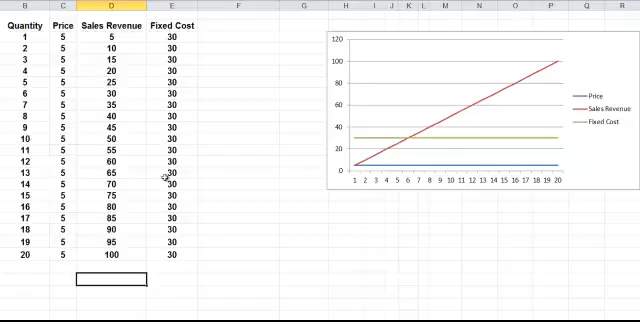 B C D E F G H I J K L M N O P Q R
Quantity Price Sales Revenue Fixed Cost
1 5 5 30
2 5 10 30
3 5 15 30
4 5 20 30
5 5 25 30
6 5 30 30
7 5 35 30
8 5 40 30
9 5 45 30
10 5 50 30
11 5 55 30
12 5 60 30
13 5 65 30
14 5 70 30
15 5 75 30
16 5 80 30
17 5 85 30
18 5 90 30
19 5 95 30
20 5 100 30
120
100
80
60
40
20
0
1 2 3 4 5 6 7 8 9 10 11 12 13 14 15 16 17 18 19 20
Price
Sales Revenue
Fixed Cost